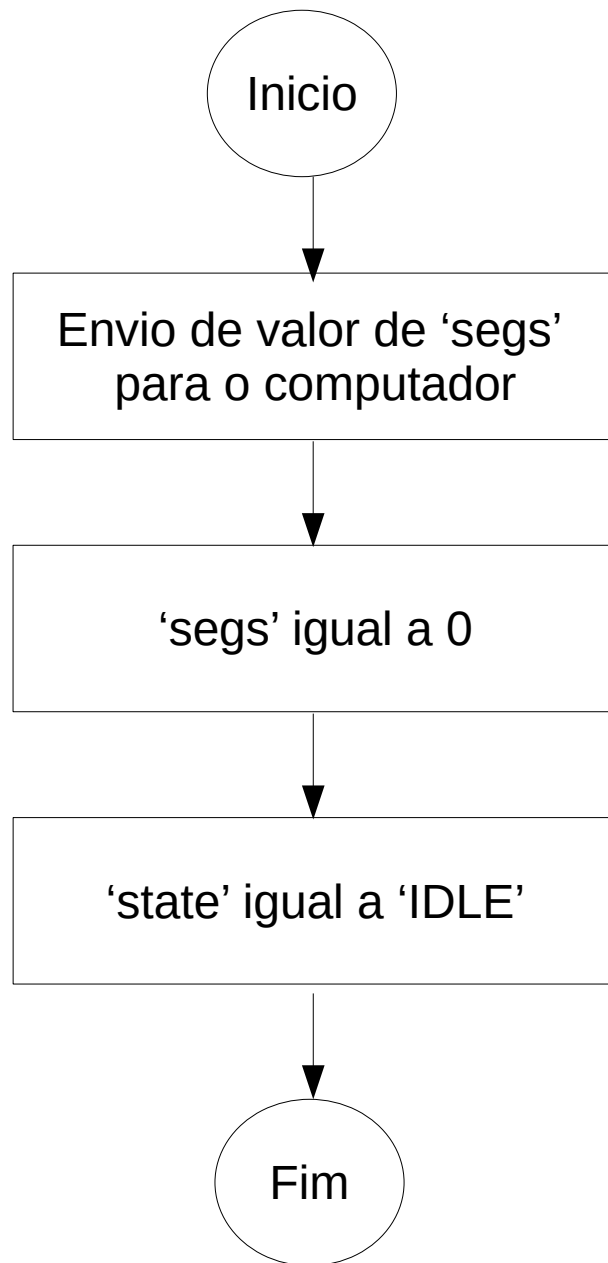 Inicio
Envio de valor de ‘segs’
para o computador
‘segs’ igual a 0
‘state’ igual a ‘IDLE’
Fim